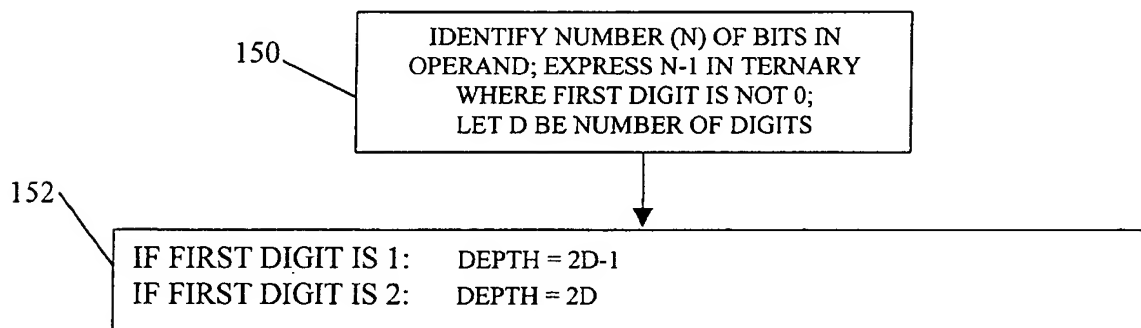 150
IDENTIFY NUMBER (N) OF BITS IN
OPERAND; EXPRESS N-1 IN TERNARY
WHERE FIRST DIGIT IS NOT 0;
LET D BE NUMBER OF DIGITS
152
IF FIRST DIGIT IS 1: DEPTH = 2D-1
IF FIRST DIGIT IS 2: DEPTH = 2D